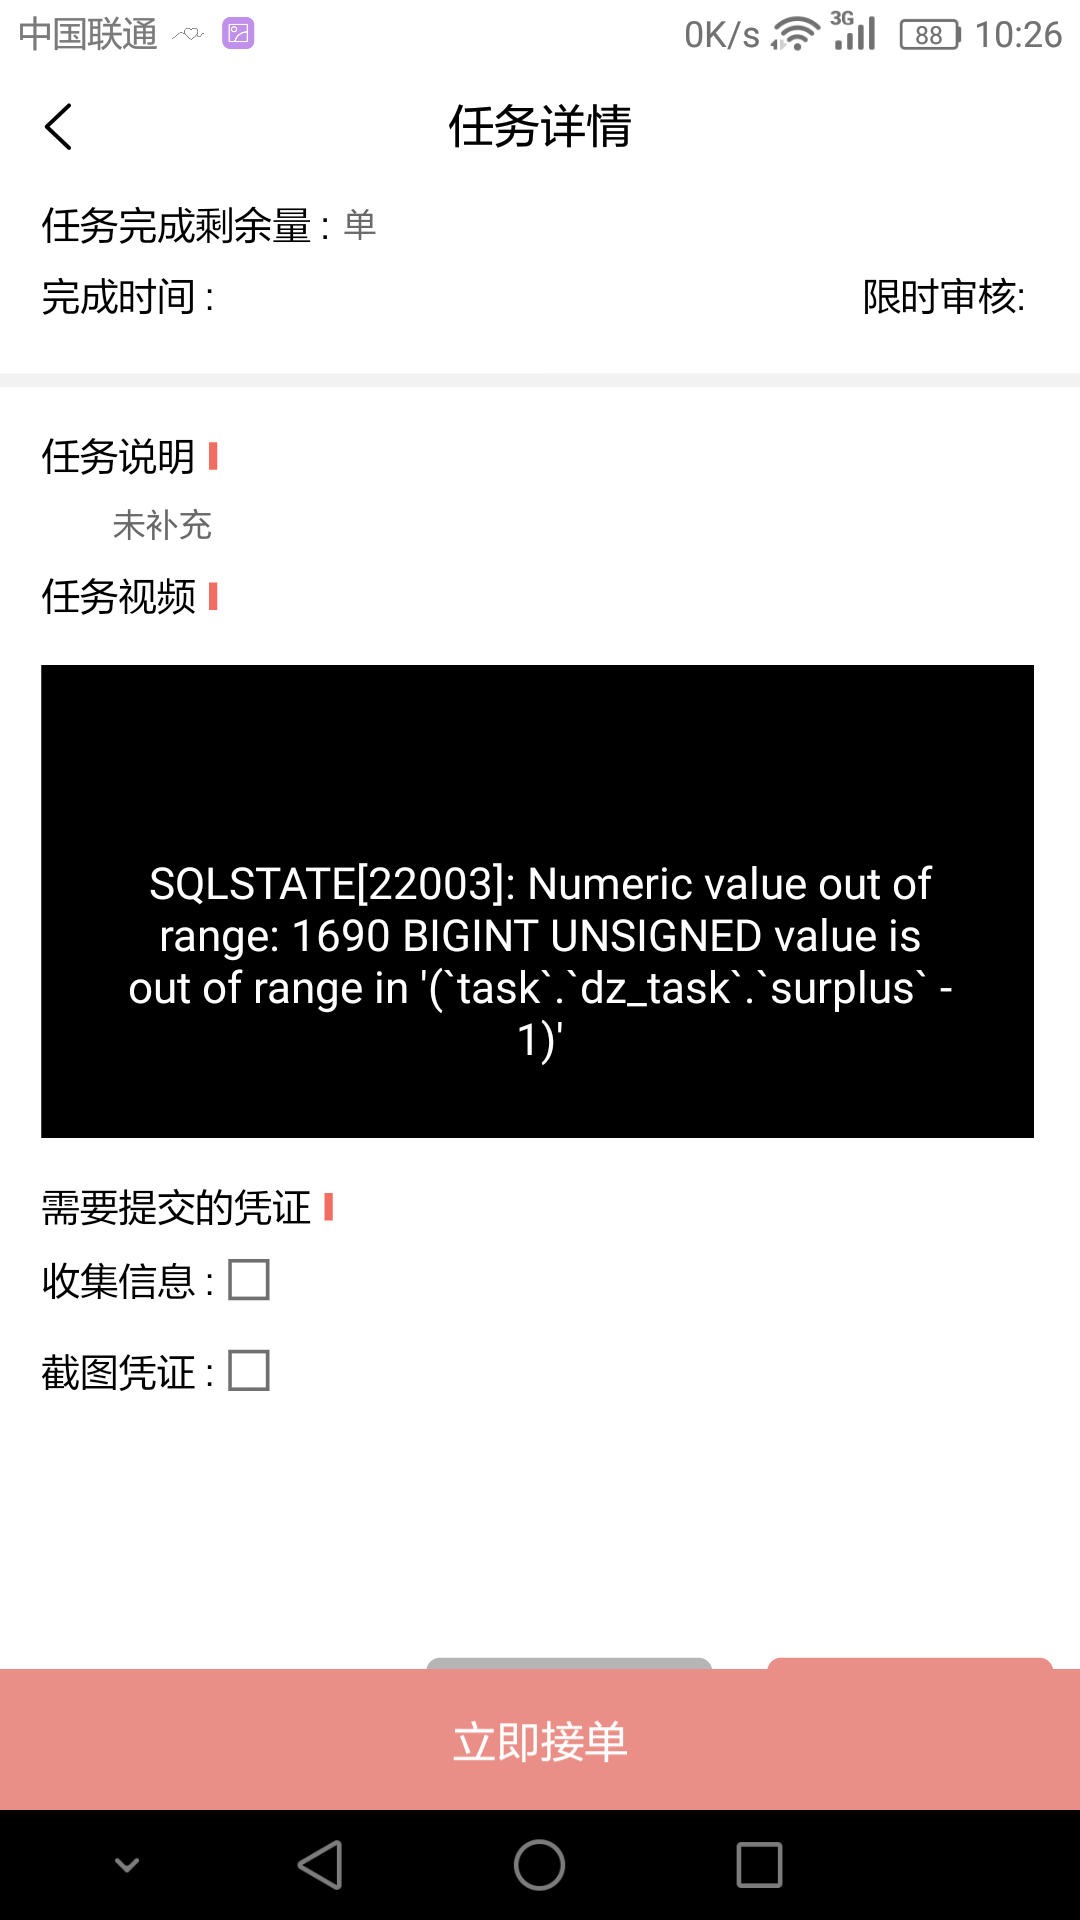 中国联通 0K/s 3G 88 10:26
任务详情
任务完成剩余量 : 单
完成时间 : 限时审核:
任务说明
未补充
任务视频
SQLSTATE[22003]: Numeric value out of
range: 1690 BIGINT UNSIGNED value is
out of range in '(`task`.`dz_task`.`surplus` -
1)'
需要提交的凭证
收集信息 :
截图凭证 :
立即接单